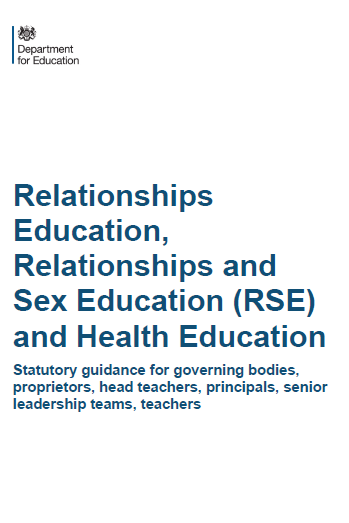 Department
for Education
Relationships
Education,
Relationships and
Sex Education (RSE)
and Health Education
Statutory guidance for governing bodies,
proprietors, head teachers, principals, senior
leadership teams, teachers